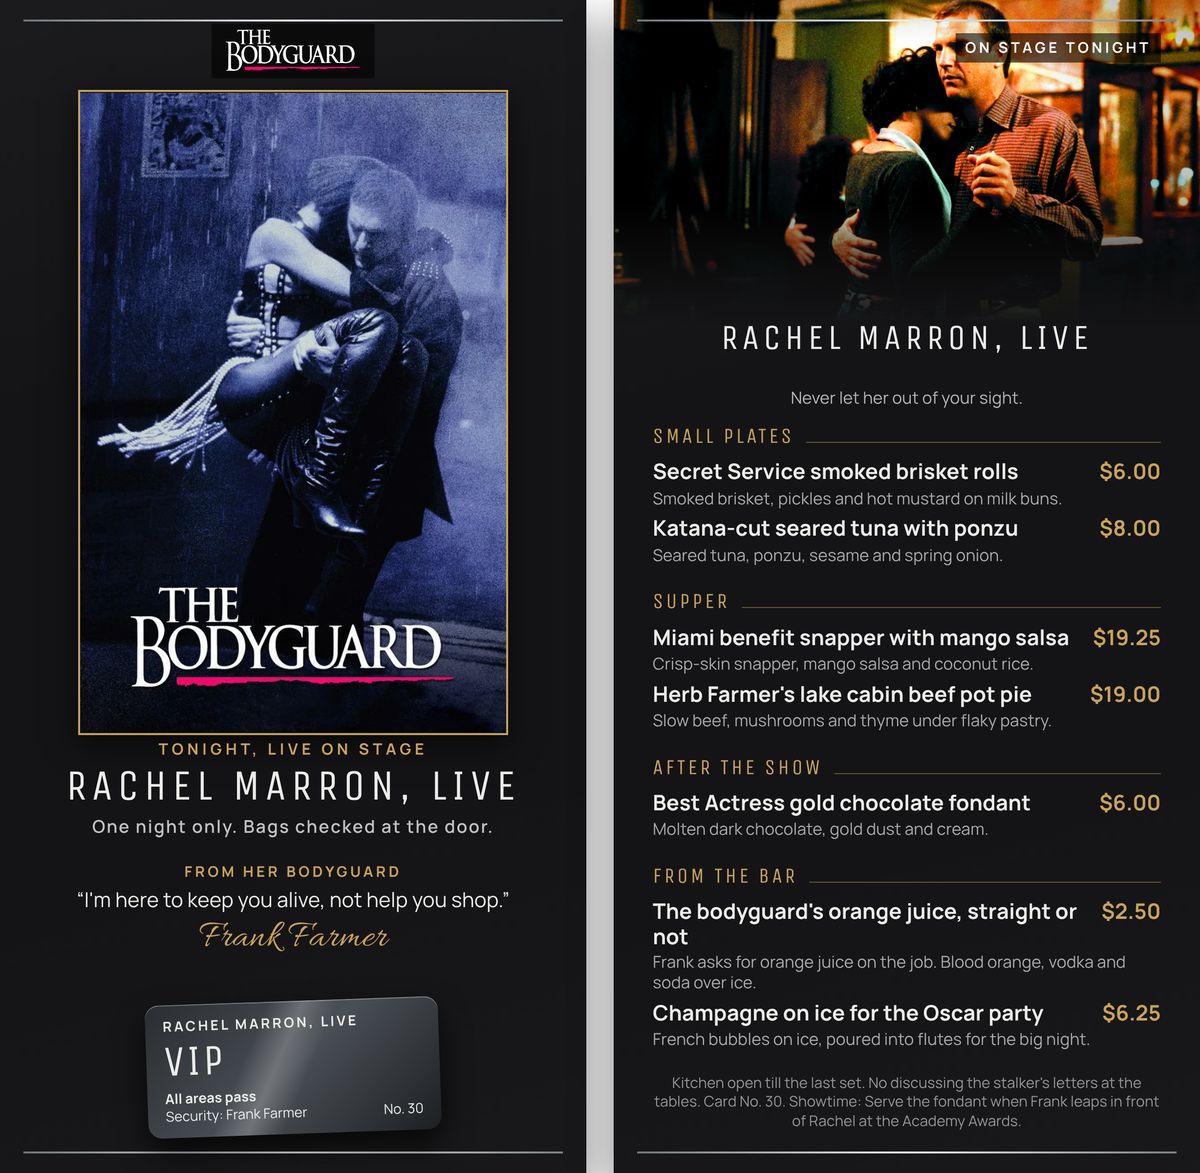 THE
BODYGUARD
THE
BODYGUARD
TONIGHT, LIVE ON STAGE
RACHEL MARRON, LIVE
One night only. Bags checked at the door.
FROM HER BODYGUARD
“I'm here to keep you alive, not help you shop.”
Frank Farmer
RACHEL MARRON, LIVE
VIP
All areas pass
Security: Frank Farmer
No. 30
ON STAGE TONIGHT
RACHEL MARRON, LIVE
Never let her out of your sight.
SMALL PLATES
Secret Service smoked brisket rolls $6.00
Smoked brisket, pickles and hot mustard on milk buns.
Katana-cut seared tuna with ponzu $8.00
Seared tuna, ponzu, sesame and spring onion.
SUPPER
Miami benefit snapper with mango salsa $19.25
Crisp-skin snapper, mango salsa and coconut rice.
Herb Farmer's lake cabin beef pot pie $19.00
Slow beef, mushrooms and thyme under flaky pastry.
AFTER THE SHOW
Best Actress gold chocolate fondant $6.00
Molten dark chocolate, gold dust and cream.
FROM THE BAR
The bodyguard's orange juice, straight or $2.50
not
Frank asks for orange juice on the job. Blood orange, vodka and
soda over ice.
Champagne on ice for the Oscar party $6.25
French bubbles on ice, poured into flutes for the big night.
Kitchen open till the last set. No discussing the stalker's letters at the
tables. Card No. 30. Showtime: Serve the fondant when Frank leaps in front
of Rachel at the Academy Awards.